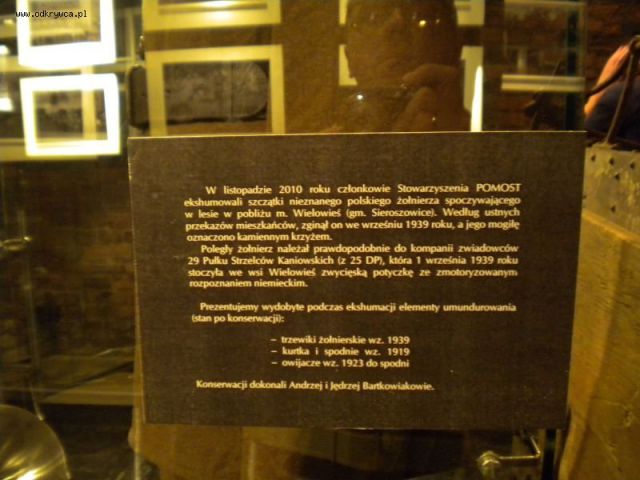 www.odkrywca.pl
W listopadzie 2010 roku członkowie Stowarzyszenia POMOST
ekshumowali szczątki nieznanego polskiego żołnierza spoczywającego
w lesie w pobliżu m. Wielowieś (gm. Sieroszowice). Według ustnych
przekazów mieszkańców, zginął on we wrześniu 1939 roku, a jego mogiłę
oznaczono kamiennym krzyżem.
Poległy żołnierz należał prawdopodobnie do kompanii zwiadowców
29 Pułku Strzelców Kaniowskich (z 25 DP), która 1 września 1939 roku
stoczyła we wsi Wielowieś zwycięską potyczkę ze zmotoryzowanym
rozpoznaniem niemieckim.
Prezentujemy wydobyte podczas ekshumacji elementy umundurowania
(stan po konserwacji):
– trzewiki żołnierskie wz. 1939
– kurtka i spodnie wz. 1919
– owijacze wz. 1923 do spodni
Konserwacji dokonali Andrzej i Jędrzej Bartkowiakowie.